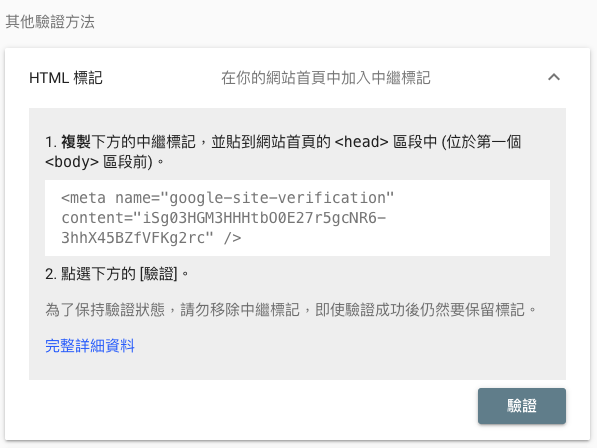 其他驗證方法
HTML 標記
在你的網站首頁中加入中繼標記
1. 複製下方的中繼標記，並貼到網站首頁的 <head> 區段中 (位於第一個
<body> 區段前)。
<meta name="google-site-verification"
content="iSg03HGM3HHHtbO0E27r5gcNR6-
3hhX45BZfVFKg2rc" />
2. 點選下方的 [驗證]。
為了保持驗證狀態，請勿移除中繼標記，即使驗證成功後仍然要保留標記。
完整詳細資料
驗證